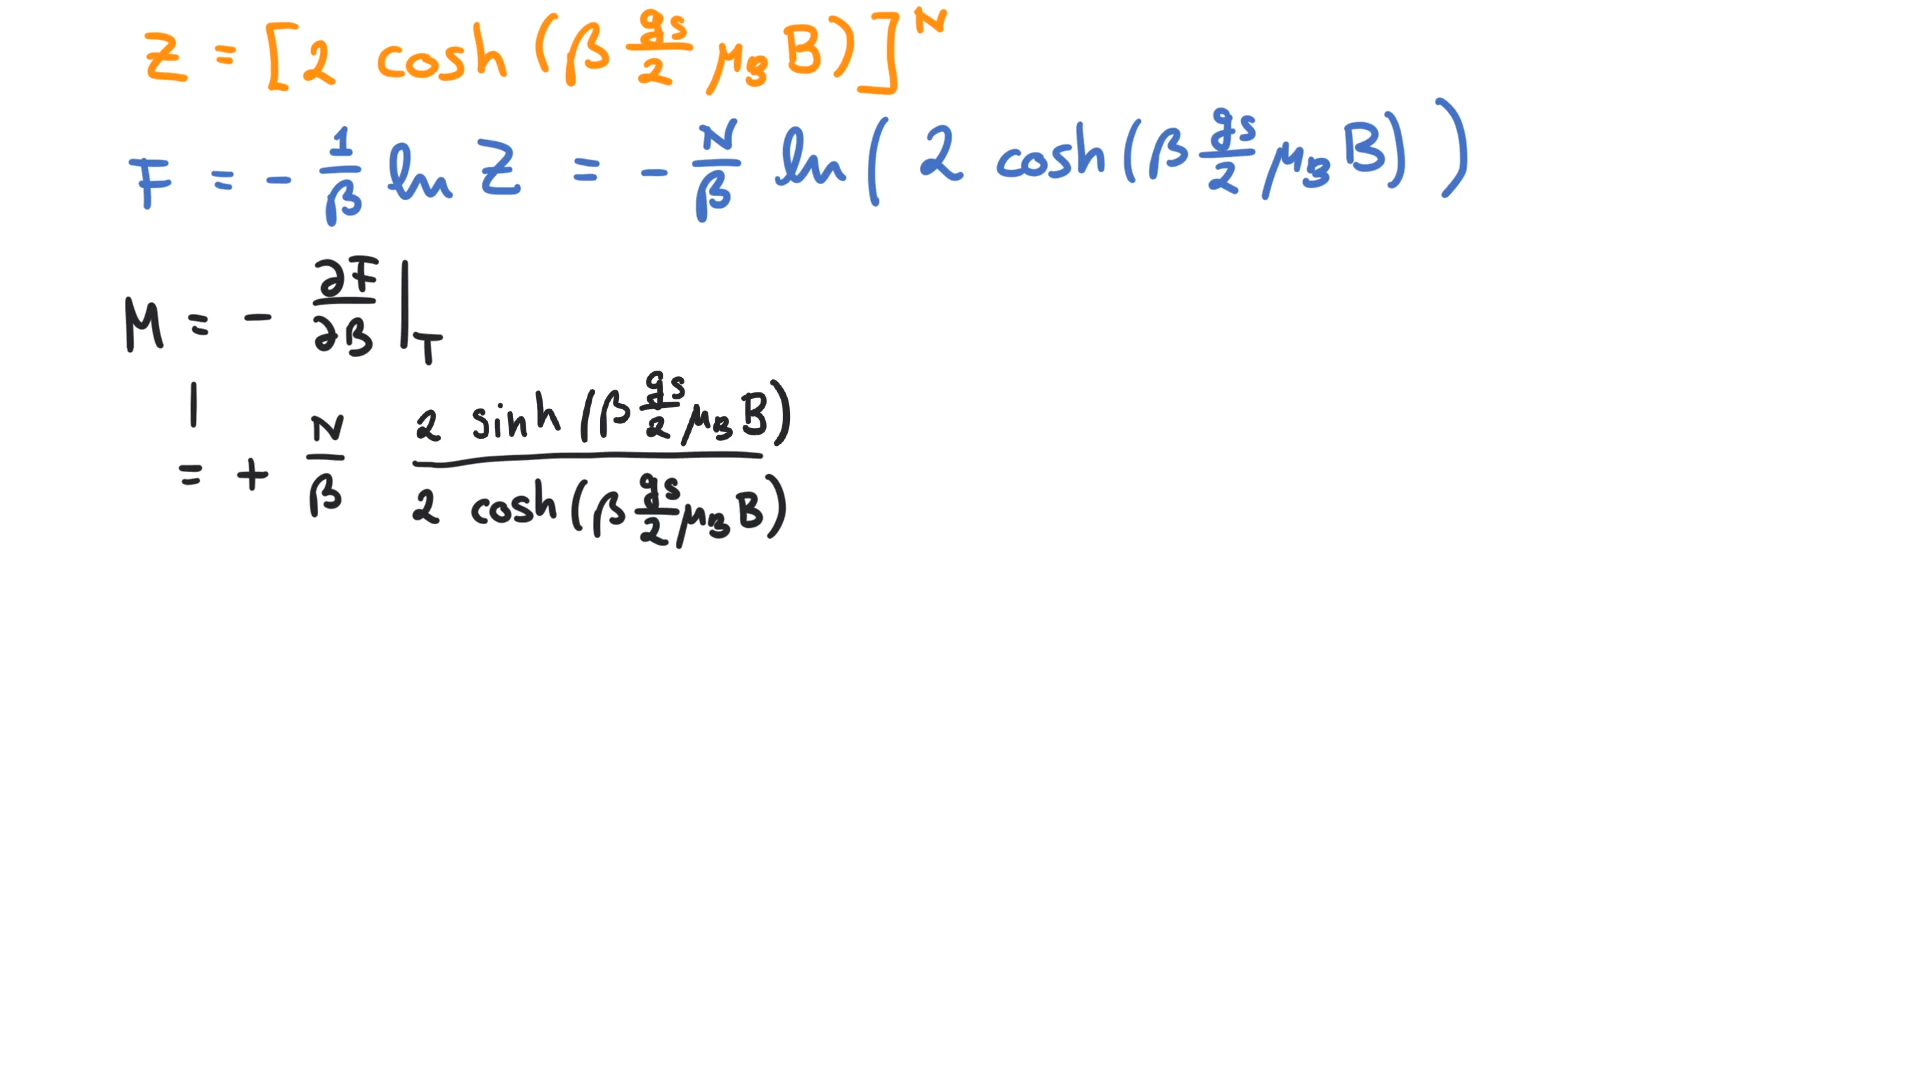 Z = [2 cosh (β gs/2 μB B)]^N
F = - 1/β ln Z = - N/β ln( 2 cosh(β gs/2 μB B) )
M = - ∂F/∂B |T
= + N/β 2 sinh (β gs/2 μB B) / 2 cosh(β gs/2 μB B)